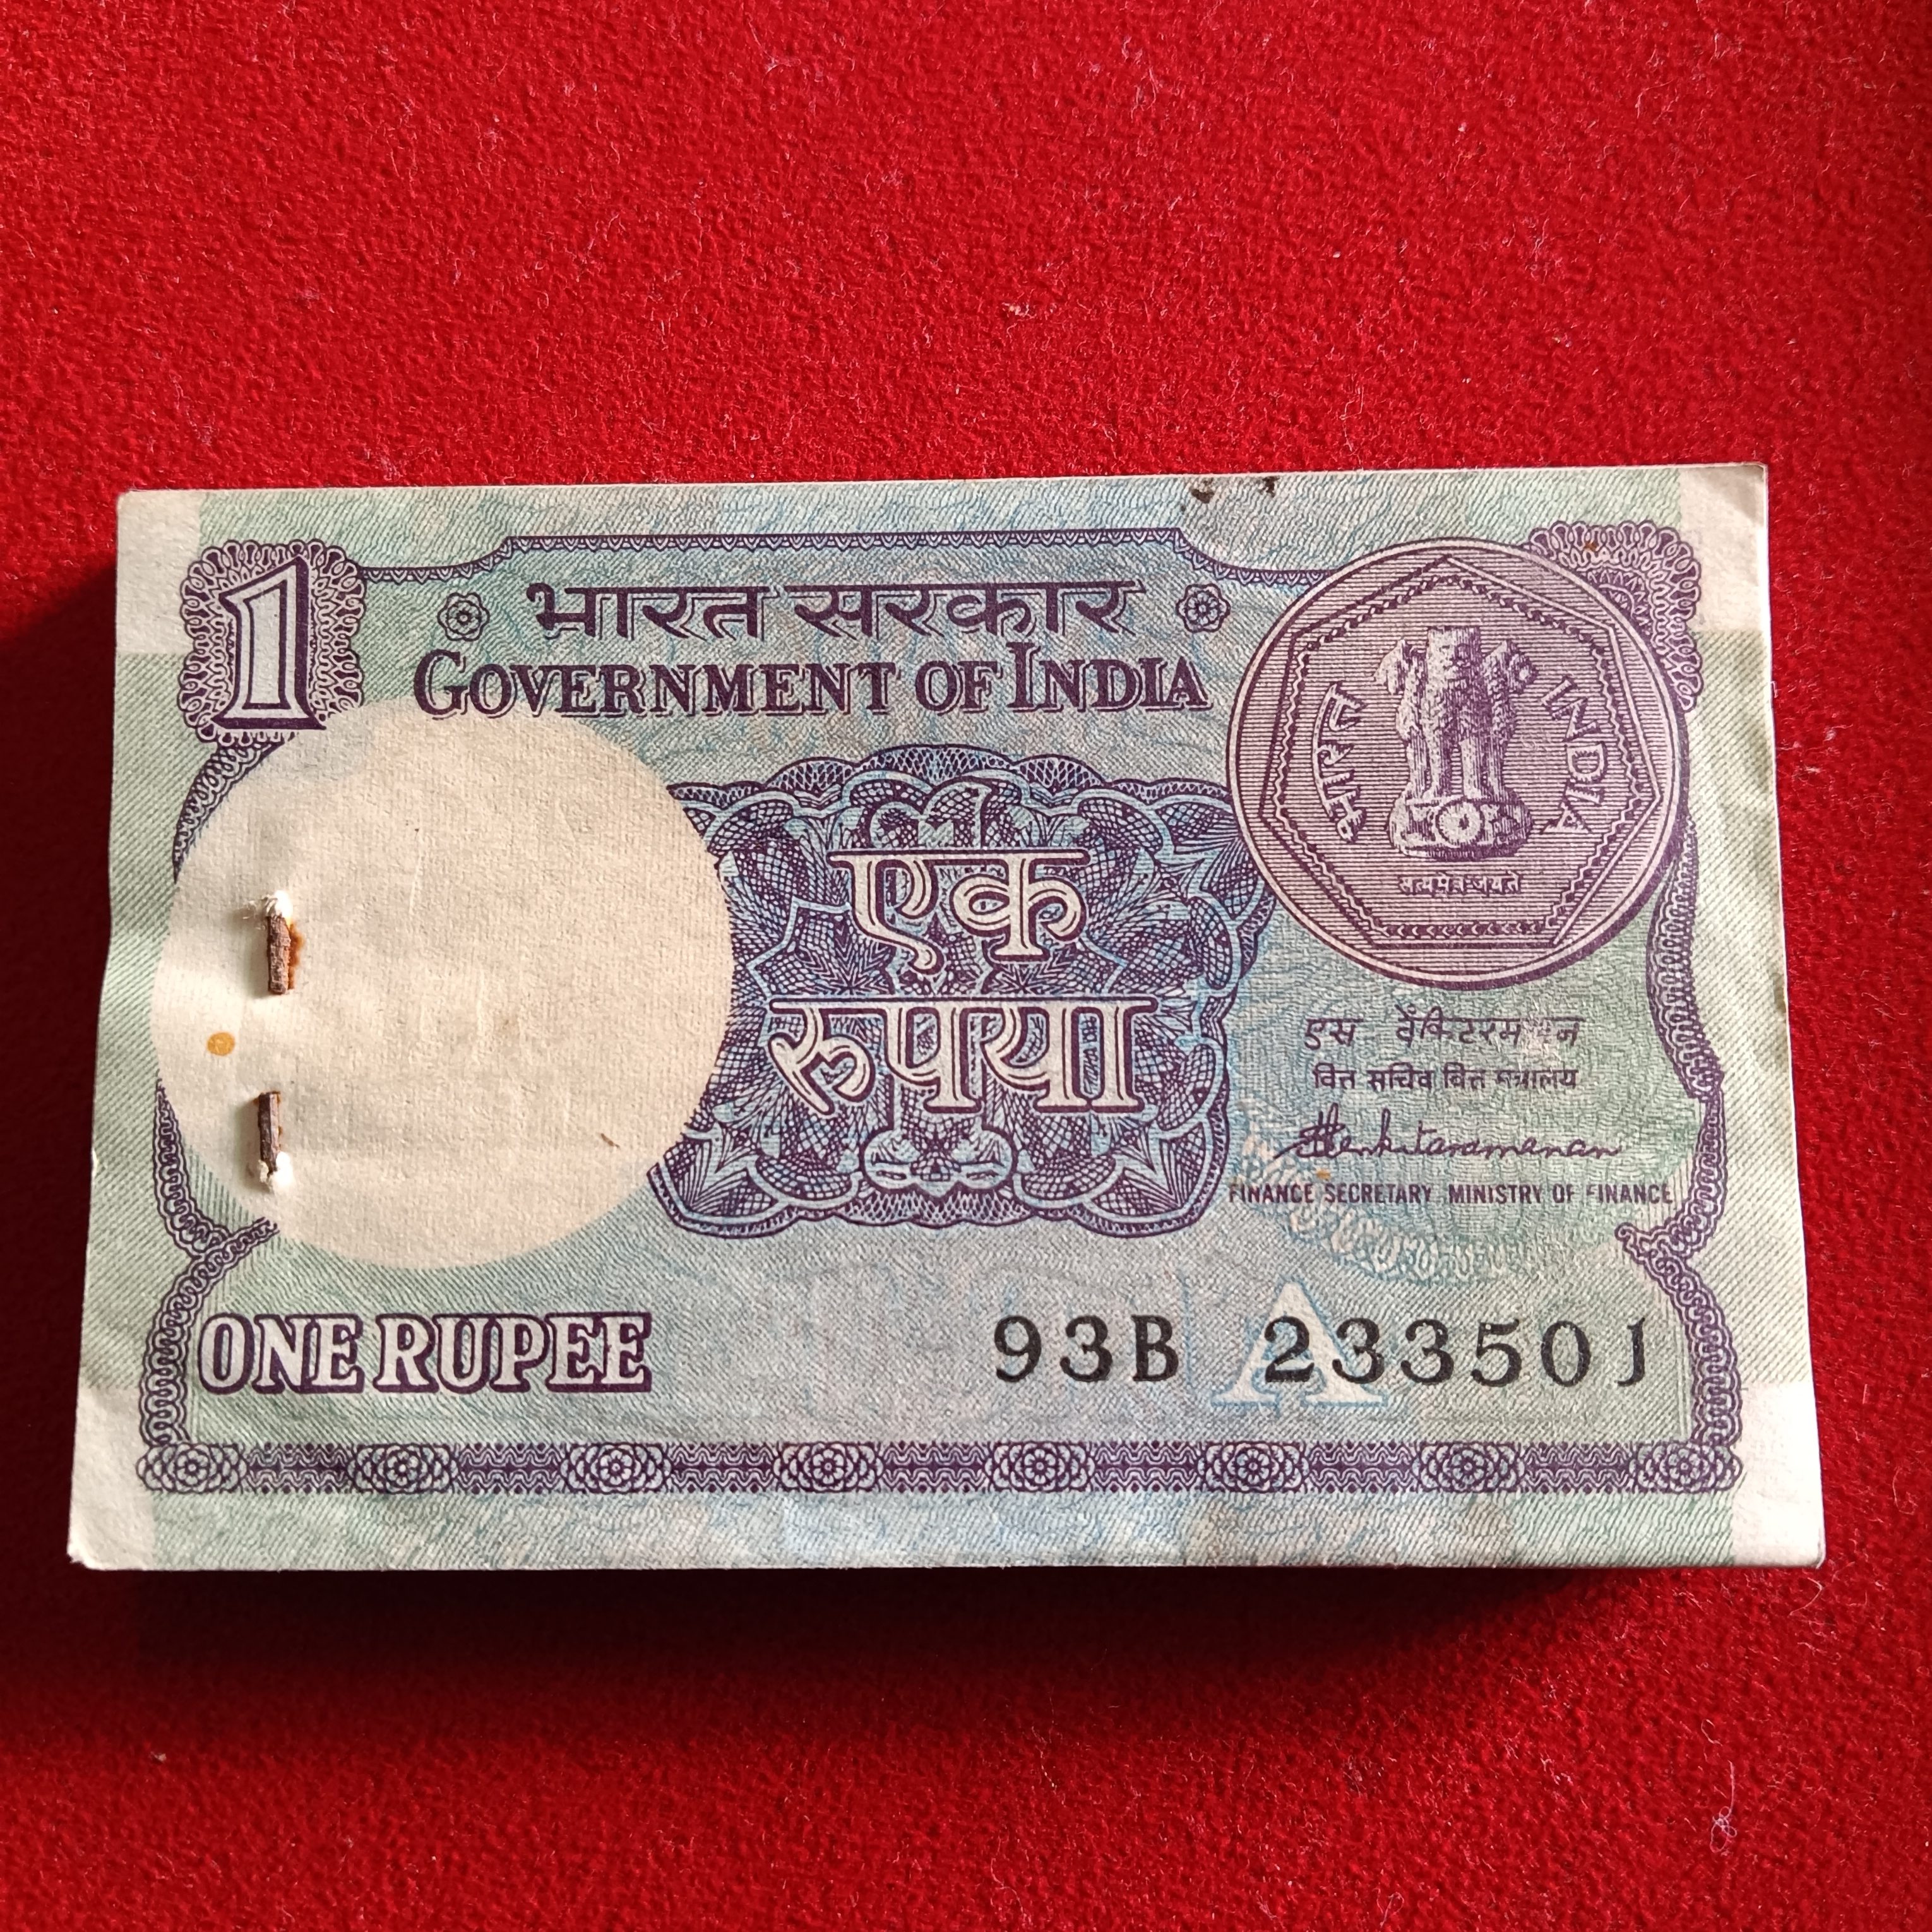 1
भारत सरकार
GOVERNMENT OF INDIA
भारत
INDIA
सत्यमेव जयते
एक
रुपया
एस वेंकिटरमणन
वित्त सचिव वित्त मंत्रालय
SVenkitaramanan
FINANCE SECRETARY MINISTRY OF FINANCE
ONE RUPEE
93B 233501
A